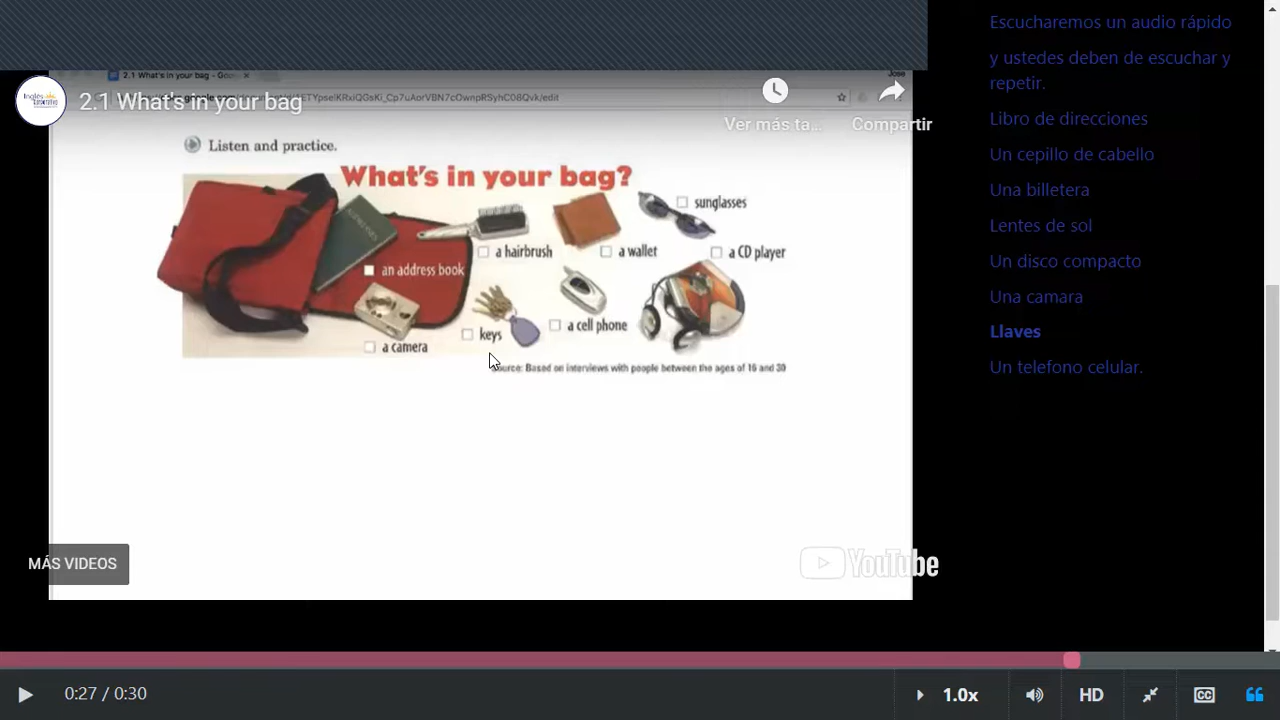 Escucharemos un audio rápido
y ustedes deben de escuchar y
repetir.
Libro de direcciones
Un cepillo de cabello
Una billetera
Lentes de sol
Un disco compacto
Una camara
Llaves
Un telefono celular.
2.1 What's in your bag
Ver más ta...
Compartir
Listen and practice.
What's in your bag?
sunglasses
a hairbrush
a wallet
a CD player
an address book
a cell phone
keys
a camera
Source: Based on interviews with people between the ages of 16 and 30
MÁS VIDEOS
YouTube
0:27 / 0:30
1.0x
HD
CC